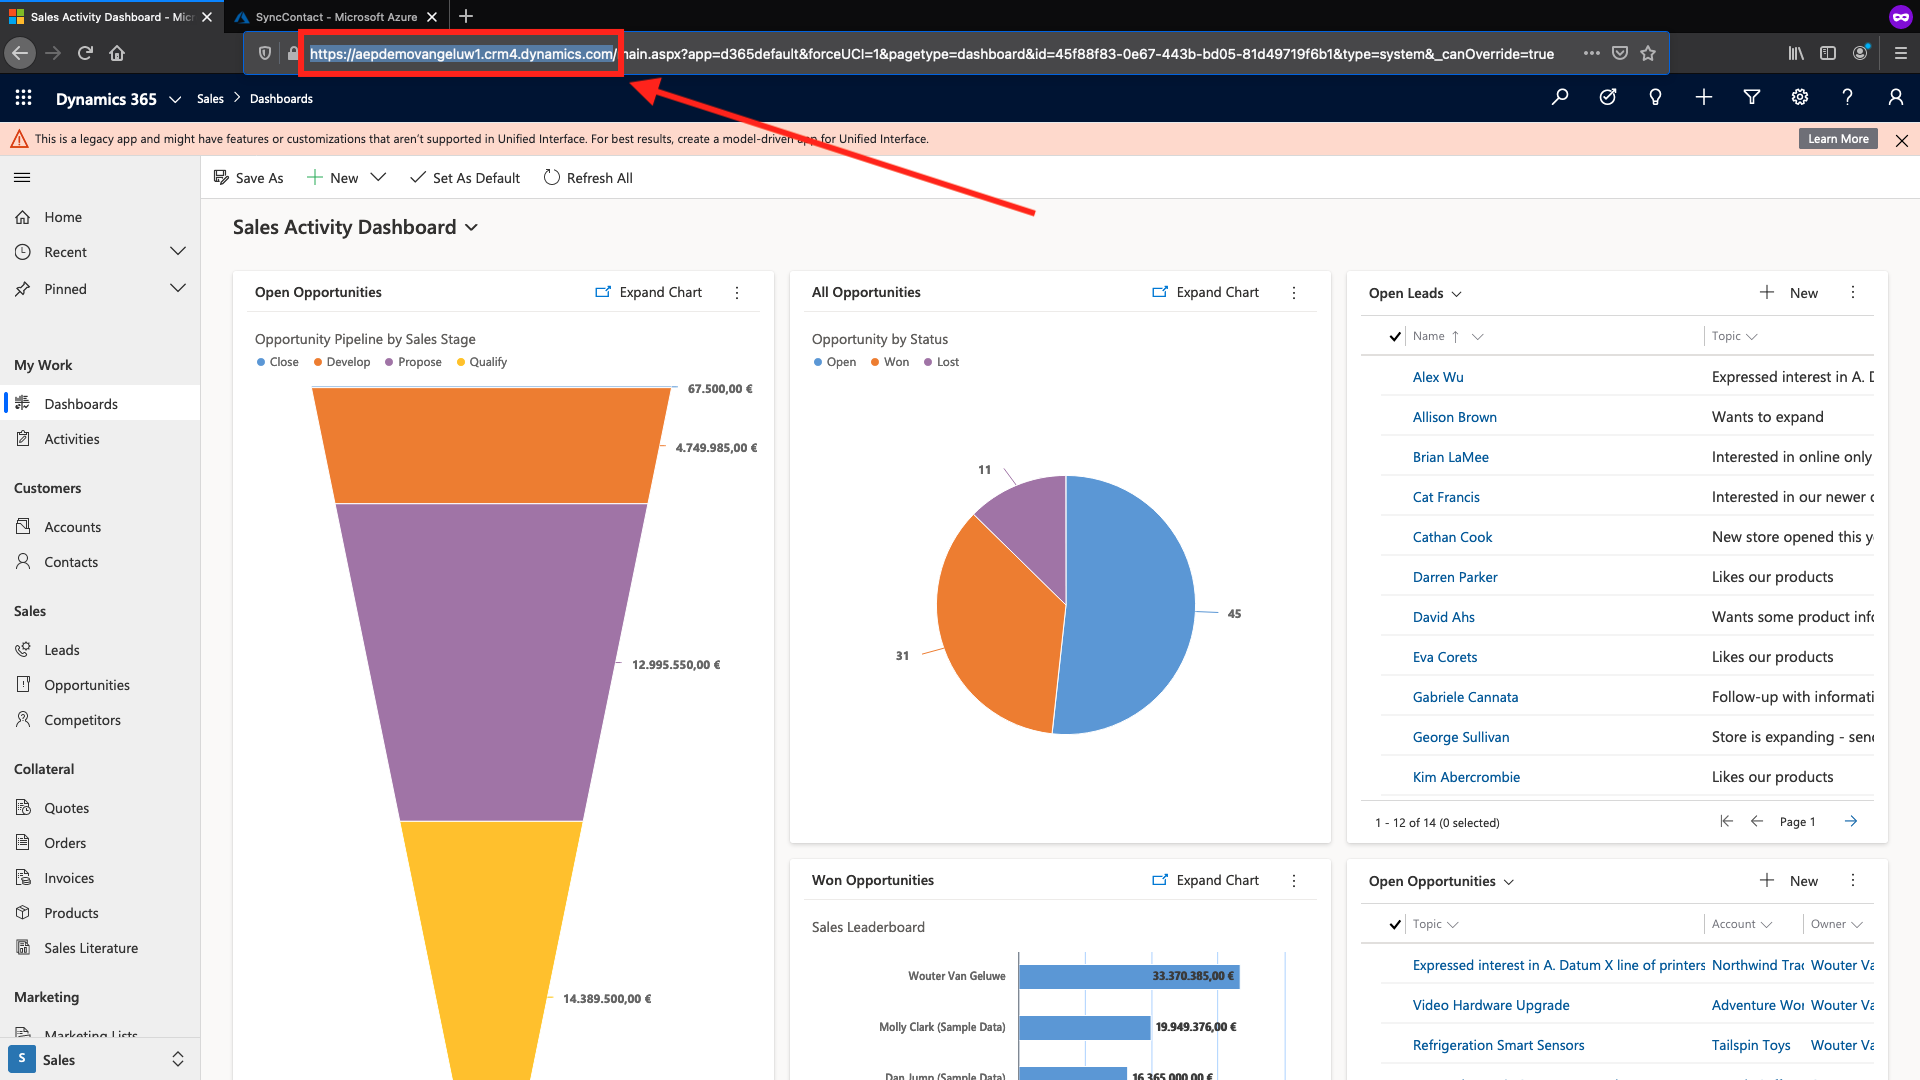 Sales Activity Dashboard - Micr
SyncContact - Microsoft Azure
https://aepdemovangeluw1.crm4.dynamics.com/main.aspx?app=d365default&forceUCI=1&pagetype=dashboard&id=45f88f83-0e67-443b-bd05-81d49719f6b1&type=system&_canOverride=true
Dynamics 365
Sales > Dashboards
This is a legacy app and might have features or customizations that aren't supported in Unified Interface. For best results, create a model-driven app for Unified Interface.
Learn More
Save As
New
Set As Default
Refresh All
Home
Recent
Pinned
My Work
Dashboards
Activities
Customers
Accounts
Contacts
Sales
Leads
Opportunities
Competitors
Collateral
Quotes
Orders
Invoices
Products
Sales Literature
Marketing
Marketing Lists
S
Sales
Sales Activity Dashboard
Open Opportunities
Expand Chart
Opportunity Pipeline by Sales Stage
Close Develop Propose Qualify
67.500,00 €
4.749.985,00 €
12.995.550,00 €
14.389.500,00 €
All Opportunities
Expand Chart
Opportunity by Status
Open Won Lost
11
45
31
Won Opportunities
Expand Chart
Sales Leaderboard
Wouter Van Geluwe 33.370.385,00 €
Molly Clark (Sample Data) 19.949.376,00 €
Dan Jump (Sample Data) 16.365.000,00 €
Open Leads
New
Name Topic
Alex Wu Expressed interest in A. D
Allison Brown Wants to expand
Brian LaMee Interested in online only
Cat Francis Interested in our newer c
Cathan Cook New store opened this y
Darren Parker Likes our products
David Ahs Wants some product info
Eva Corets Likes our products
Gabriele Cannata Follow-up with informati
George Sullivan Store is expanding - send
Kim Abercrombie Likes our products
1 - 12 of 14 (0 selected)
Page 1
Open Opportunities
New
Topic Account Owner
Expressed interest in A. Datum X line of printers Northwind Trac Wouter Va
Video Hardware Upgrade Adventure Wor Wouter Va
Refrigeration Smart Sensors Tailspin Toys Wouter Va